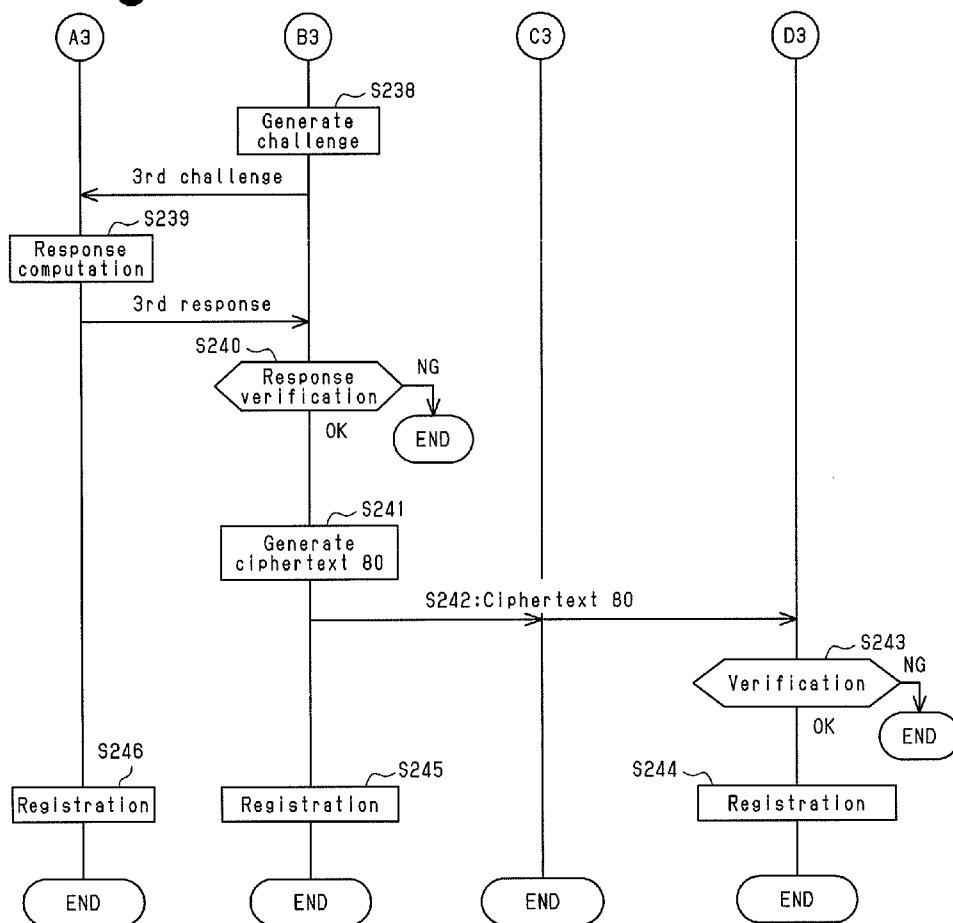 A3
B3
C3
D3
S238
Generate
challenge
3rd challenge
S239
Response
computation
3rd response
S240
Response
verification
NG
END
OK
S241
Generate
ciphertext 80
S242:Ciphertext 80
S243
Verification
NG
END
OK
S246
Registration
S245
Registration
S244
Registration
END
END
END
END